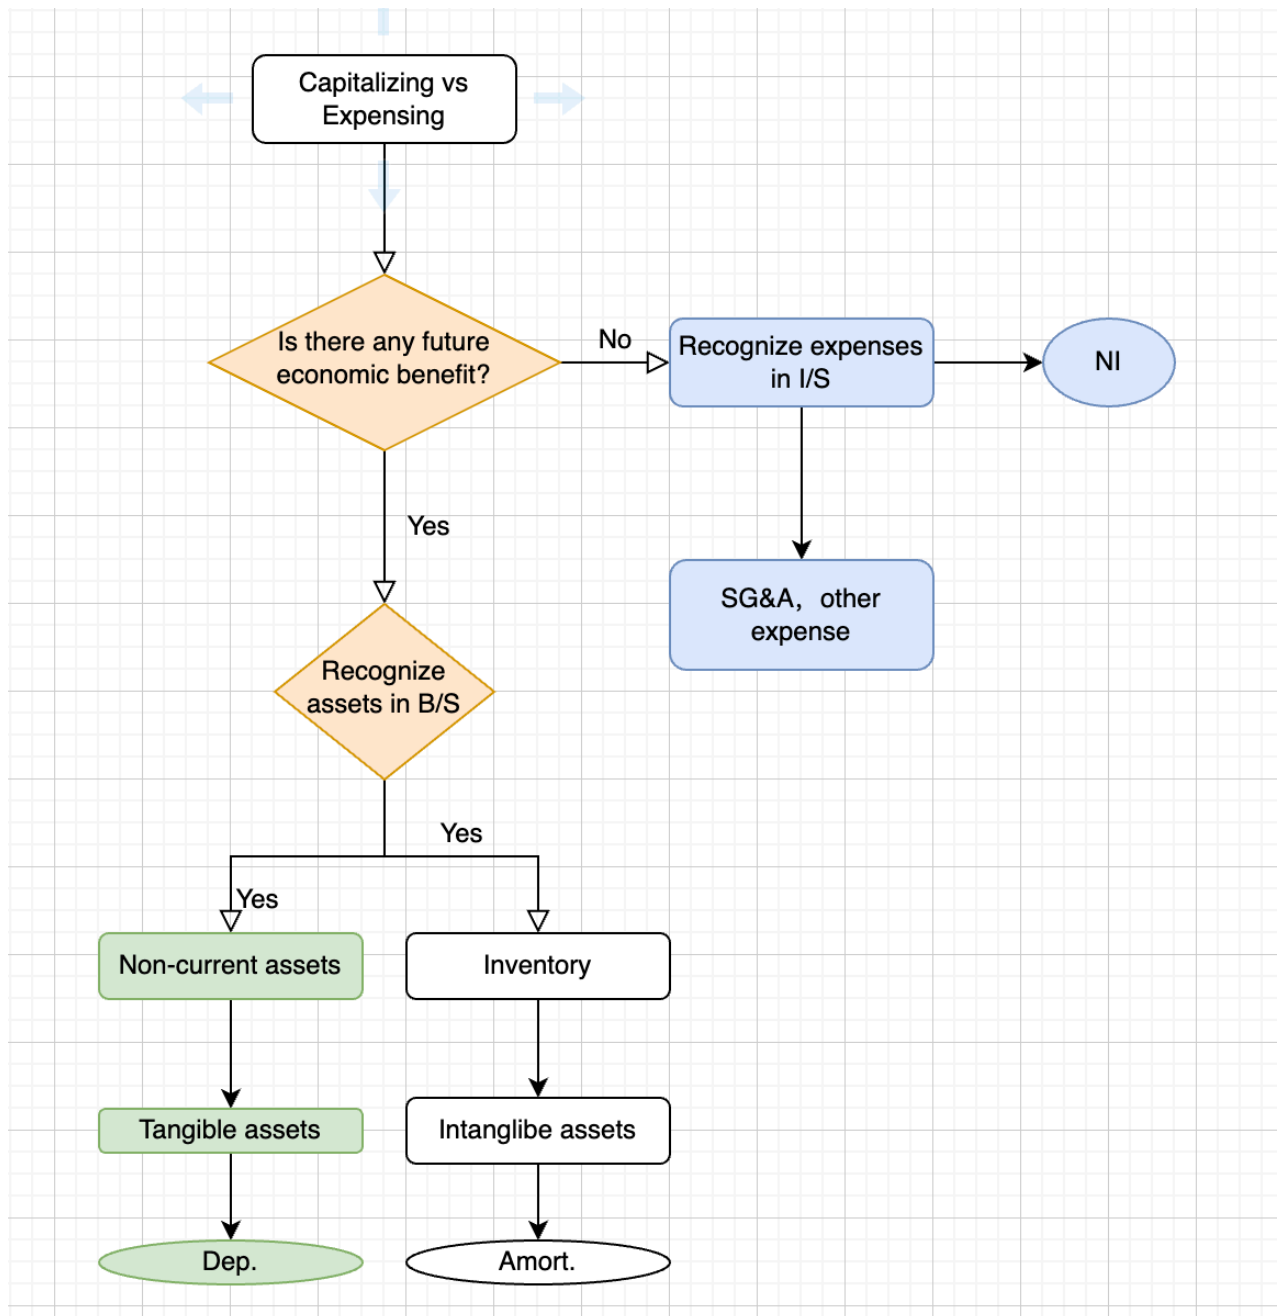 Capitalizing vs
Expensing
Is there any future
economic benefit?
No
Recognize expenses
in I/S
NI
Yes
SG&A，other
expense
Recognize
assets in B/S
Yes
Yes
Non-current assets
Inventory
Tangible assets
Intanglibe assets
Dep.
Amort.